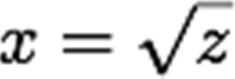 x = √z